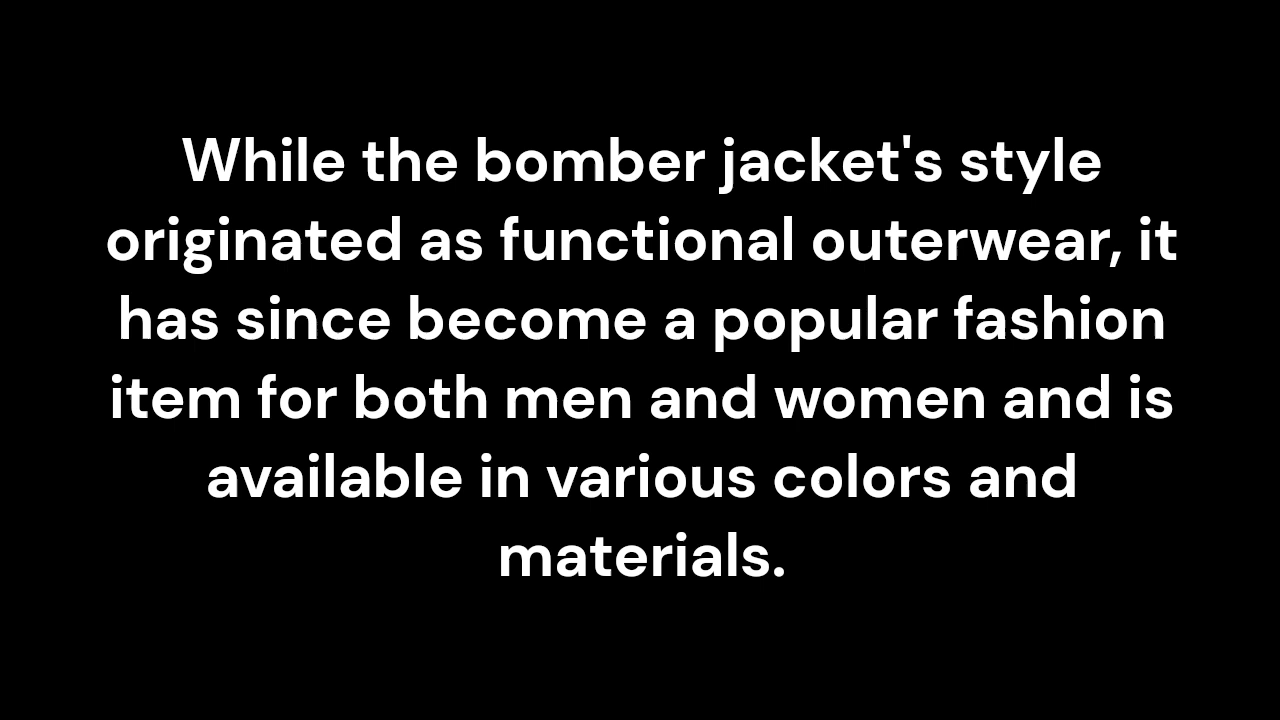 While the bomber jacket's style
originated as functional outerwear, it
has since become a popular fashion
item for both men and women and is
available in various colors and
materials.